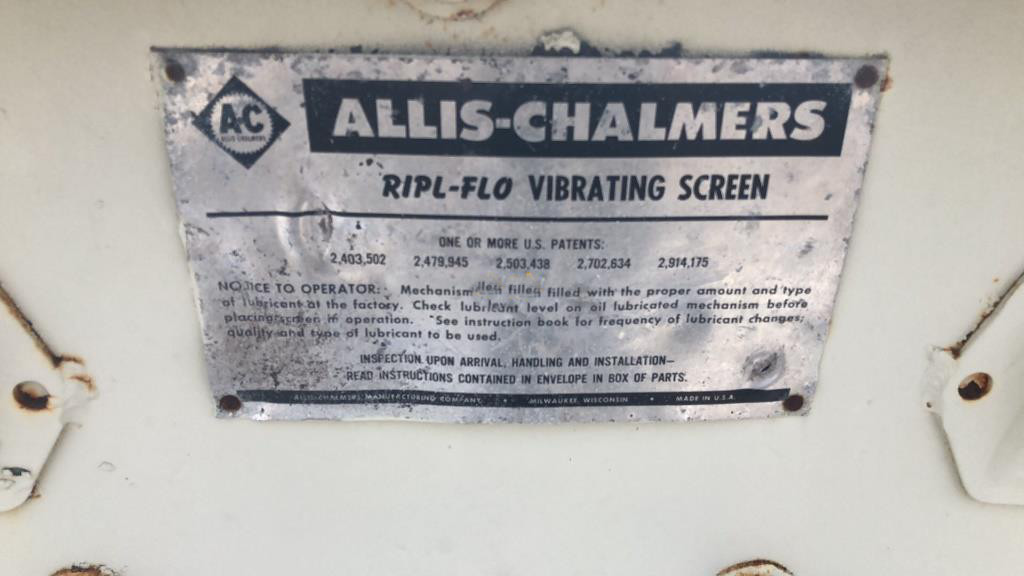 A-C
ALLIS CHALMERS
ALLIS-CHALMERS
RIPL-FLO VIBRATING SCREEN
ONE OR MORE U.S. PATENTS:
2,403,502 2,479,945 2,503,438 2,702,634 2,914,175
NOTICE TO OPERATOR: Mechanism filled with the proper amount and type
of lubricant at the factory. Check lubricant level on oil lubricated mechanism before
placing screen in operation. See instruction book for frequency of lubricant changes;
quality and type of lubricant to be used.
INSPECTION UPON ARRIVAL, HANDLING AND INSTALLATION—
READ INSTRUCTIONS CONTAINED IN ENVELOPE IN BOX OF PARTS.
ALLIS-CHALMERS MANUFACTURING COMPANY • MILWAUKEE, WISCONSIN • MADE IN U.S.A.